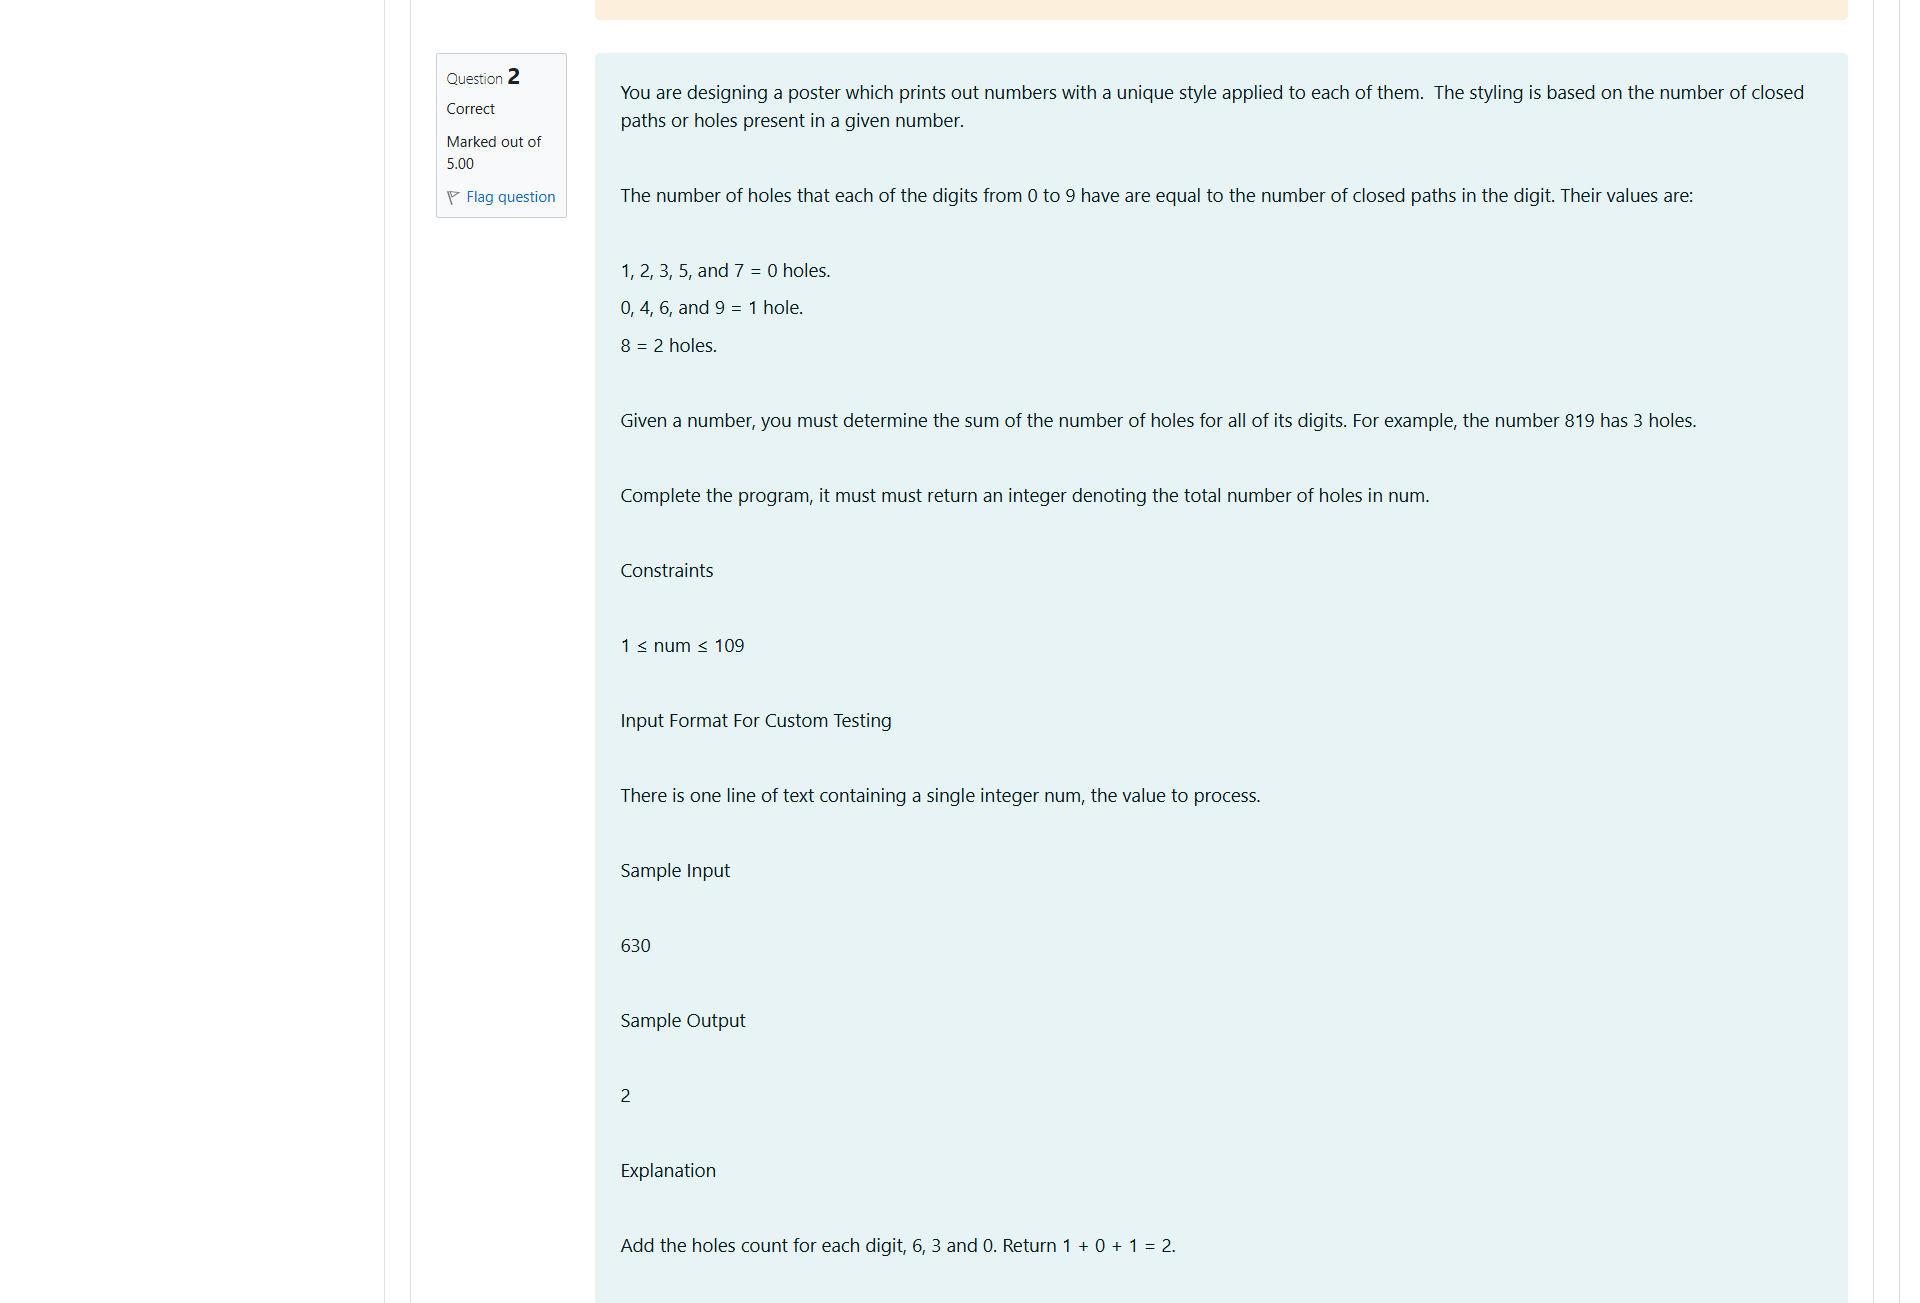 Question 2
Correct
Marked out of
5.00
Flag question
You are designing a poster which prints out numbers with a unique style applied to each of them.  The styling is based on the number of closed
paths or holes present in a given number.
The number of holes that each of the digits from 0 to 9 have are equal to the number of closed paths in the digit. Their values are:
1, 2, 3, 5, and 7 = 0 holes.
0, 4, 6, and 9 = 1 hole.
8 = 2 holes.
Given a number, you must determine the sum of the number of holes for all of its digits. For example, the number 819 has 3 holes.
Complete the program, it must must return an integer denoting the total number of holes in num.
Constraints
1 ≤ num ≤ 109
Input Format For Custom Testing
There is one line of text containing a single integer num, the value to process.
Sample Input
630
Sample Output
2
Explanation
Add the holes count for each digit, 6, 3 and 0. Return 1 + 0 + 1 = 2.